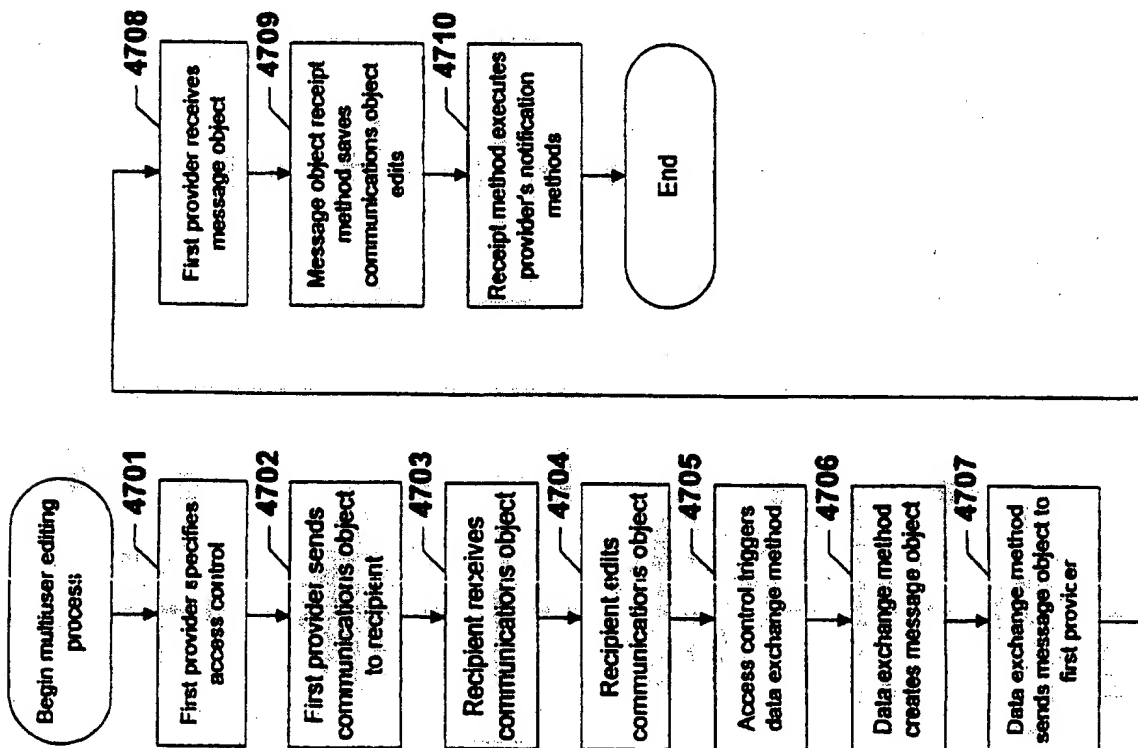 Begin multiuser editing
process
4701
First provider specifies
access control
4702
First provider sends
communications object
to recipient
4703
Recipient receives
communications object
4704
Recipient edits
communications object
4705
Access control triggers
data exchange method
4706
Data exchange method
creates message object
4707
Data exchange method
sends message object to
first provider
4708
First provider receives
message object
4709
Message object receipt
method saves
communications object
edits
4710
Receipt method executes
provider's notification
methods
End